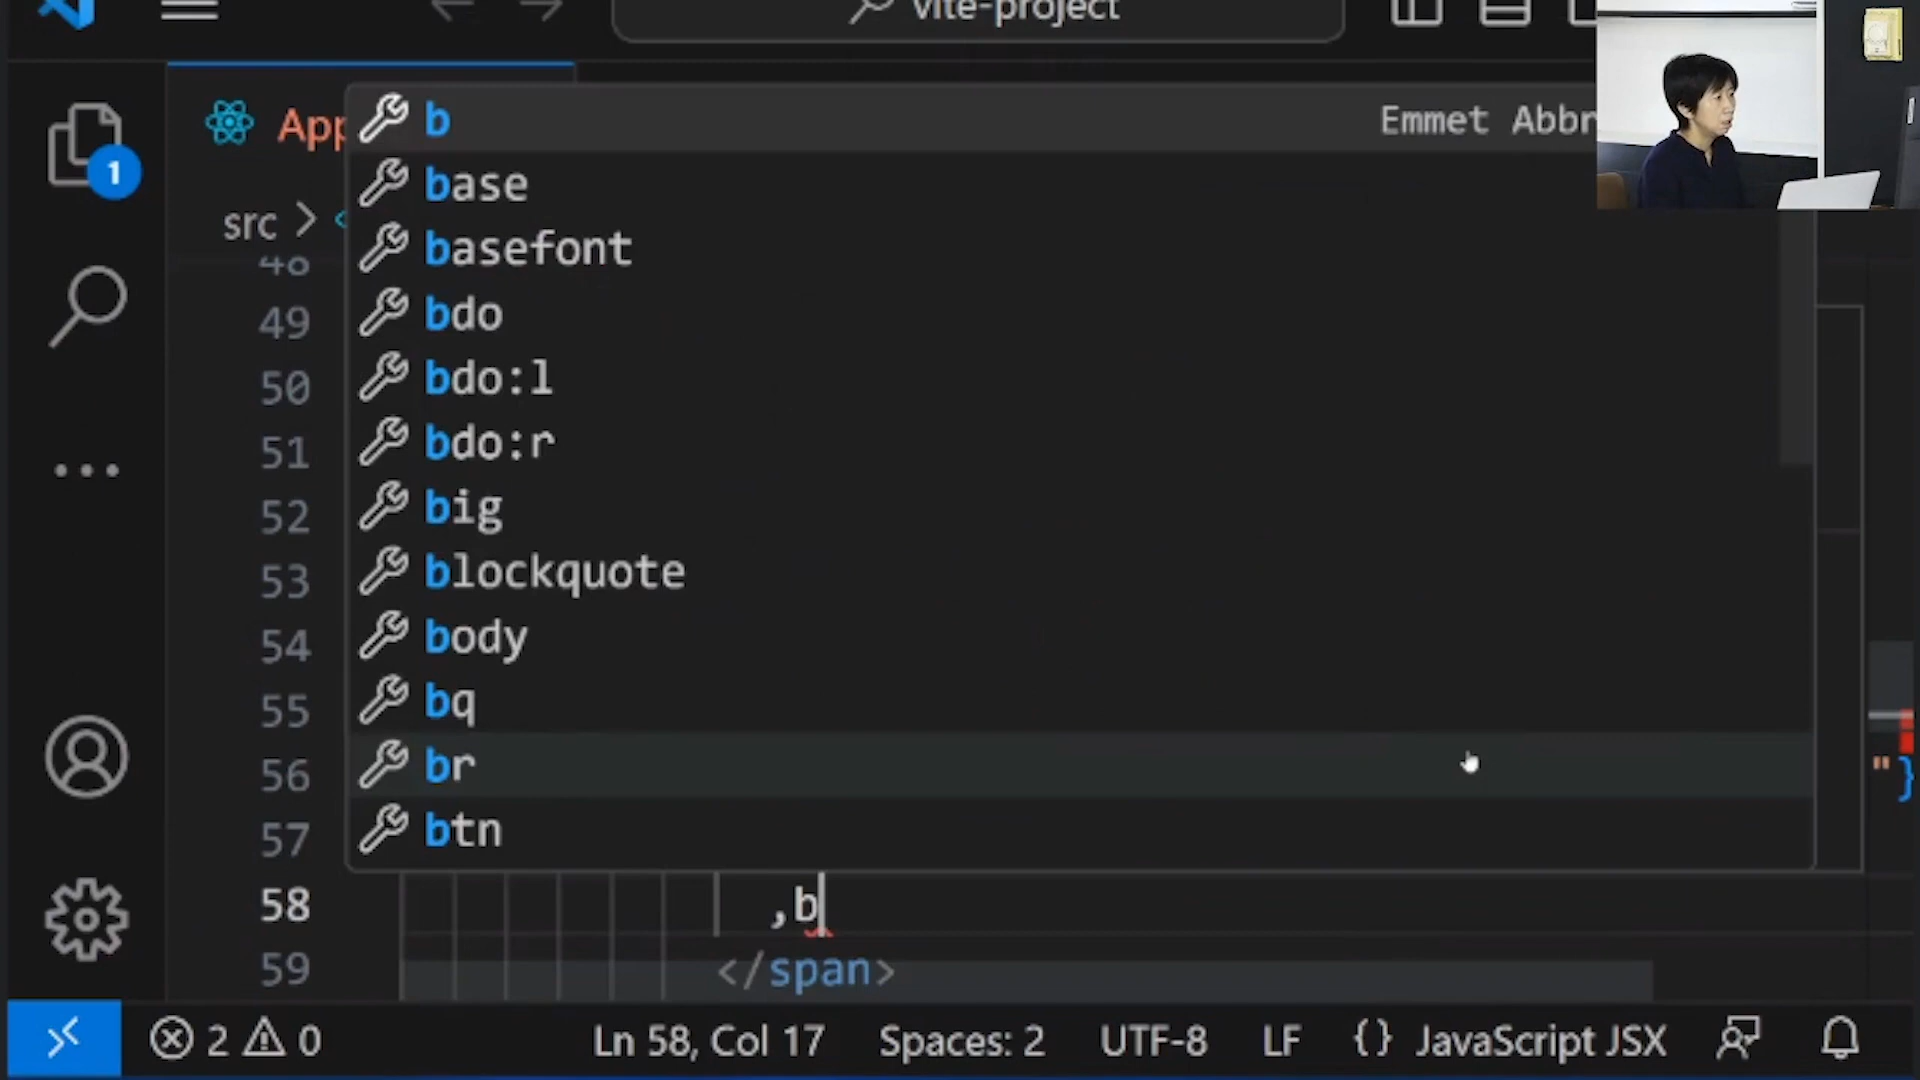 vite-project
App
b
Emmet Abbr
base
src >
basefont
48
bdo
49
bdo:l
50
bdo:r
51
big
52
blockquote
53
body
54
bq
55
br
56
"}
btn
57
58 ,b
59 </span>
1
2 0
Ln 58, Col 17
Spaces: 2
UTF-8
LF
{} JavaScript JSX